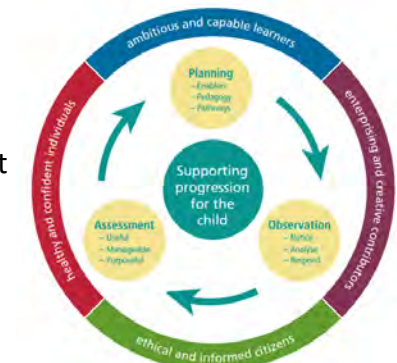 ambitious and capable learners
Planning
– Enablers
– Pedagogy
– Pathways
enterprising and creative contributors
healthy and confident individuals
t
Supporting
progression
for the
child
Assessment
– Useful
– Manageable
– Purposeful
Observation
– Notice
– Analyse
– Respond
ethical and informed citizens